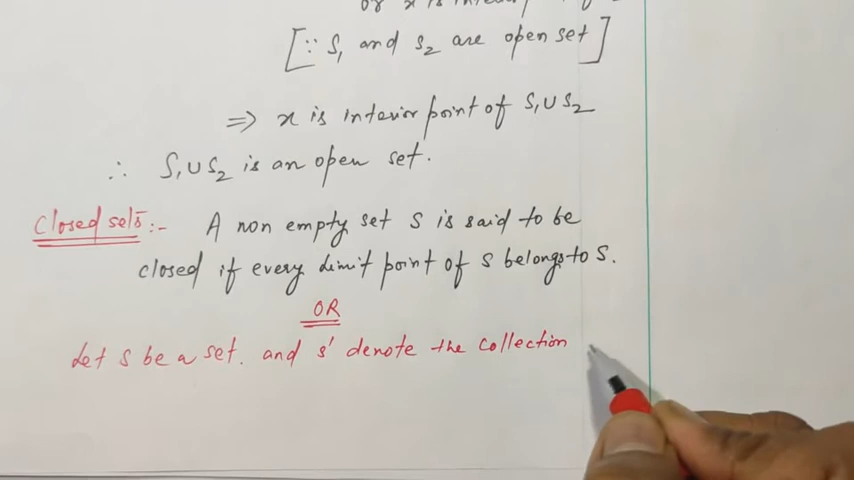 or x is
[∵ S₁ and S₂ are open set]
⇒ x is interior point of S₁∪S₂
∴ S₁∪S₂ is an open set.
Closed sets:- A non empty set S is said to be
closed if every limit point of S belongs to S.
OR
Let S be a set. and S' denote the collection